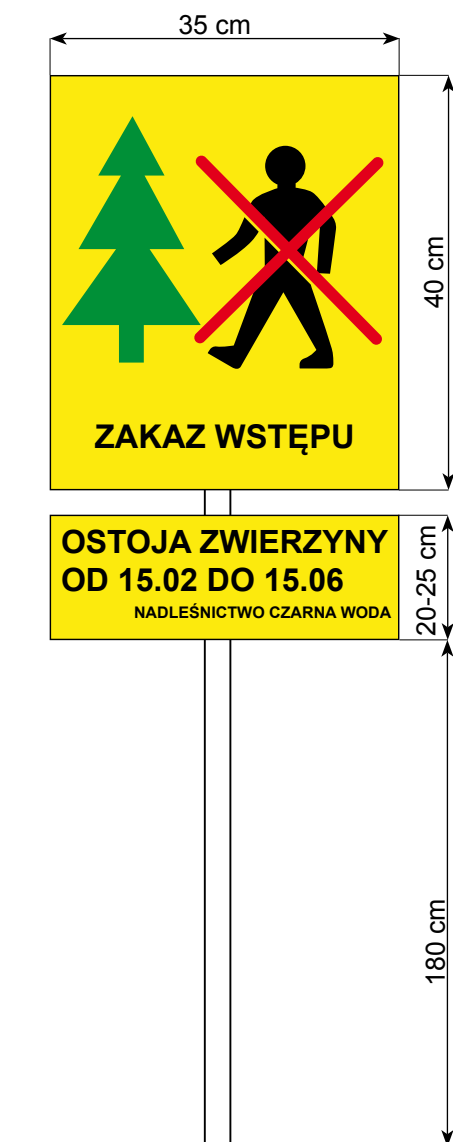 35 cm
40 cm
ZAKAZ WSTĘPU
OSTOJA ZWIERZYNY
OD 15.02 DO 15.06
NADLEŚNICTWO CZARNA WODA
20-25 cm
180 cm